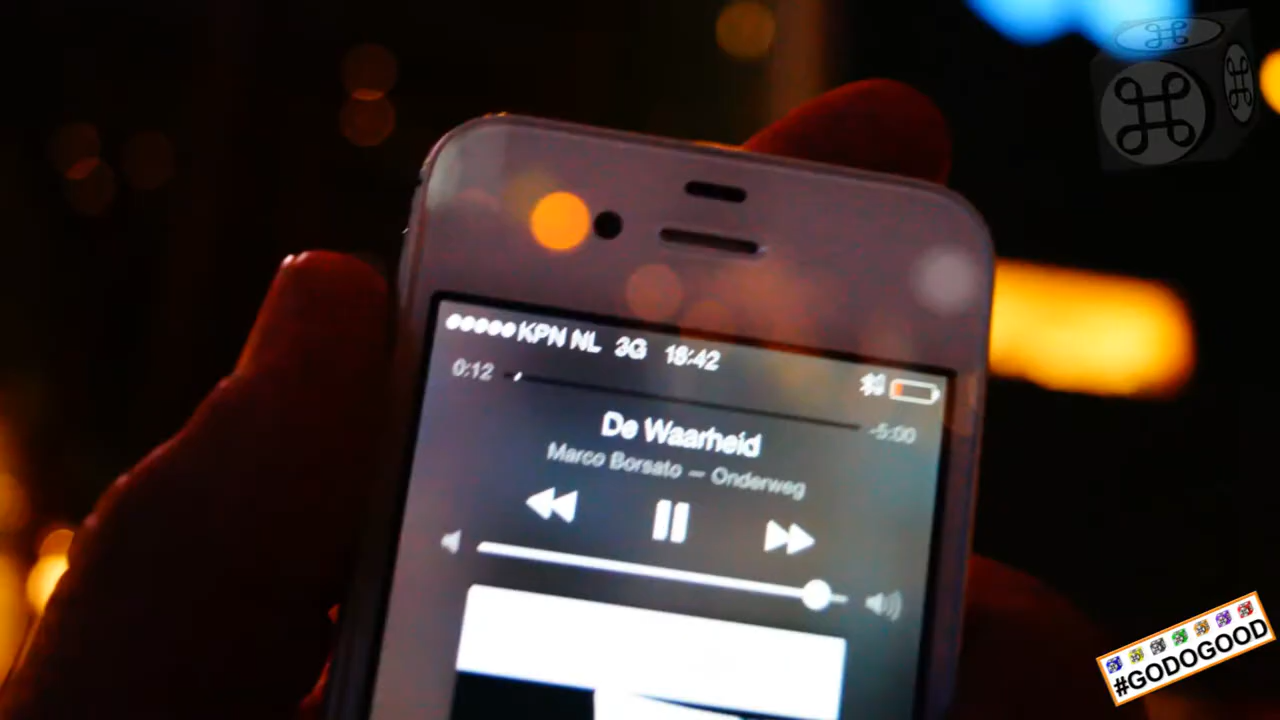 ●●●●● KPN NL 3G 18:42
0:12 -5:00
De Waarheid
Marco Borsato — Onderweg
#GODOGOOD